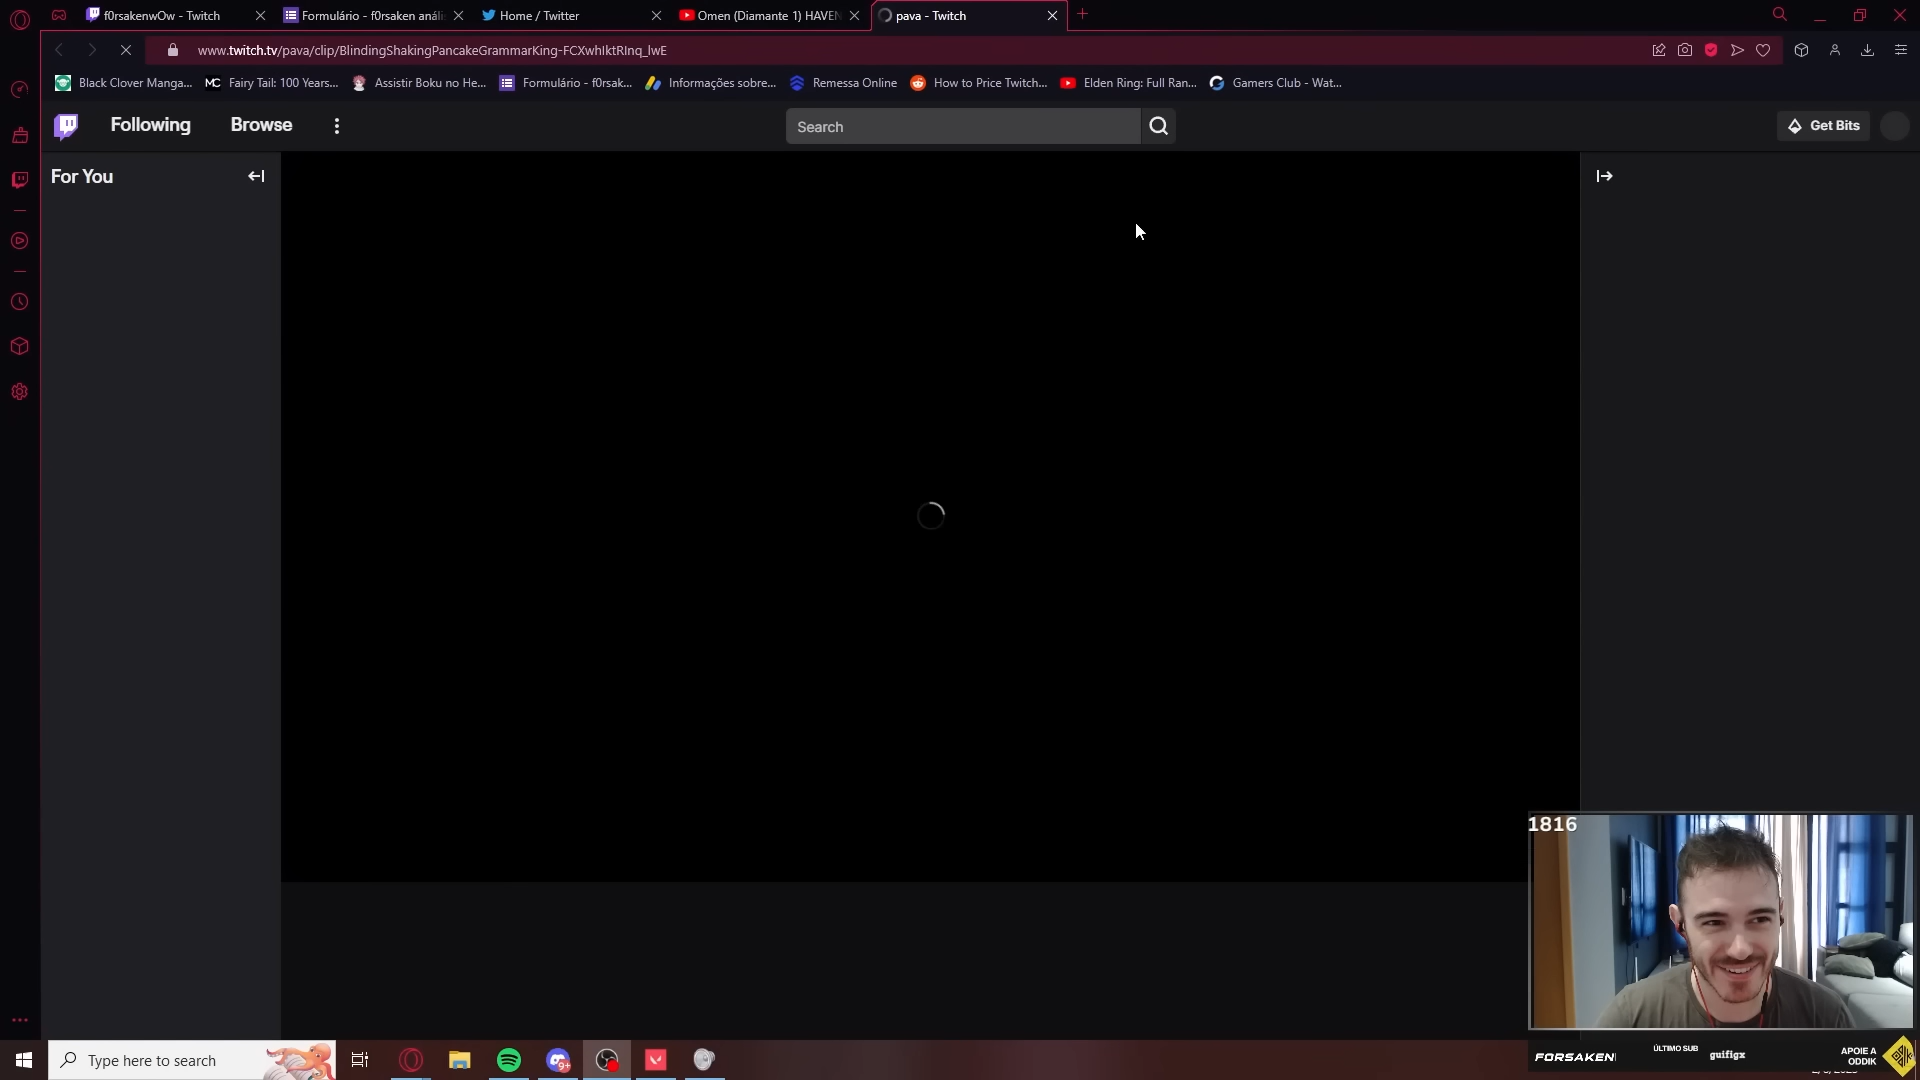 f0rsakenwOw - Twitch
Formulário - f0rsaken análi
Home / Twitter
Omen (Diamante 1) HAVEN
pava - Twitch
www.twitch.tv/pava/clip/BlindingShakingPancakeGrammarKing-FCXwhIktRInq_lwE
Black Clover Manga...
MC
Fairy Tail: 100 Years...
Assistir Boku no He...
Formulário - f0rsak...
Informações sobre...
Remessa Online
How to Price Twitch...
Elden Ring: Full Ran...
Gamers Club - Wat...
Following
Browse
Search
Get Bits
For You
1816
Type here to search
9+
FORSAKEN
ÚLTIMO SUB
guifigx
APOIE A
ODDIK